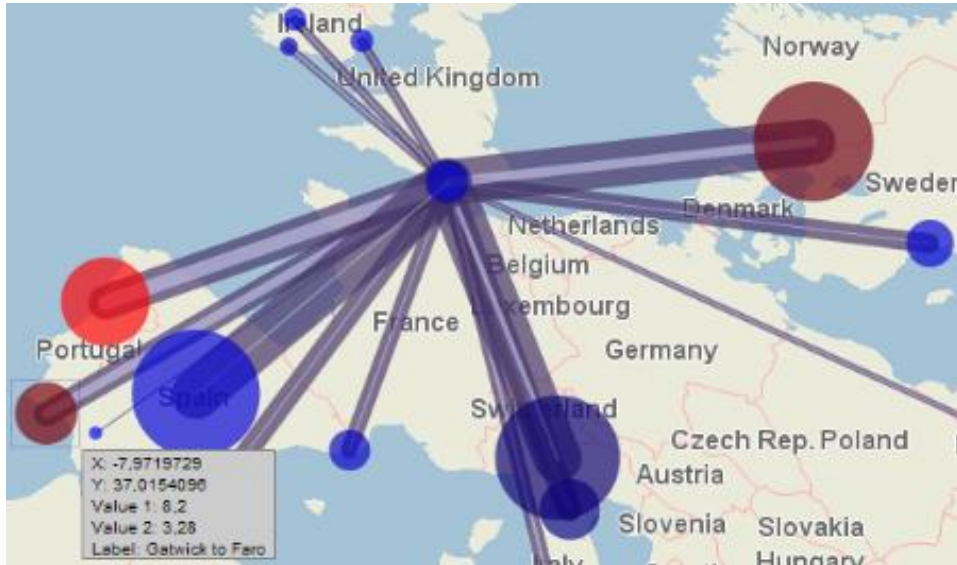 Ireland
Norway
United Kingdom
Sweden
Denmark
Netherlands
Belgium
Luxembourg
France
Portugal
Germany
Spain
Switzerland
Czech Rep. Poland
Austria
X: -7,9719729
Y: 37,0154096
Value 1: 8,2
Value 2: 3,28
Label: Gatwick to Faro
Slovenia
Slovakia
Italy
Hungary